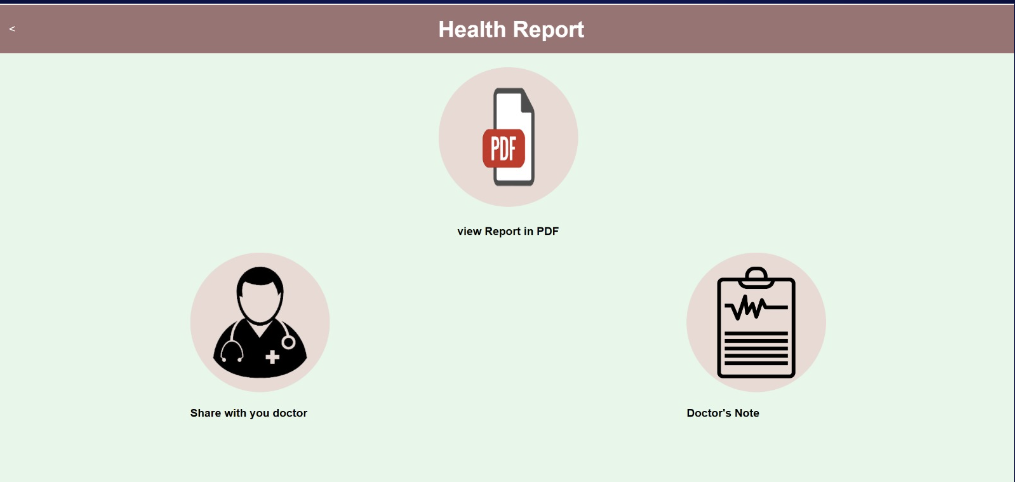 <
Health Report
PDF
view Report in PDF
Share with you doctor
Doctor's Note